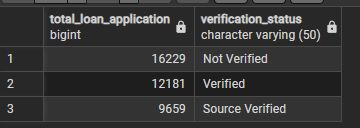 total_loan_application verification_status
bigint character varying (50)
1 16229 Not Verified
2 12181 Verified
3 9659 Source Verified